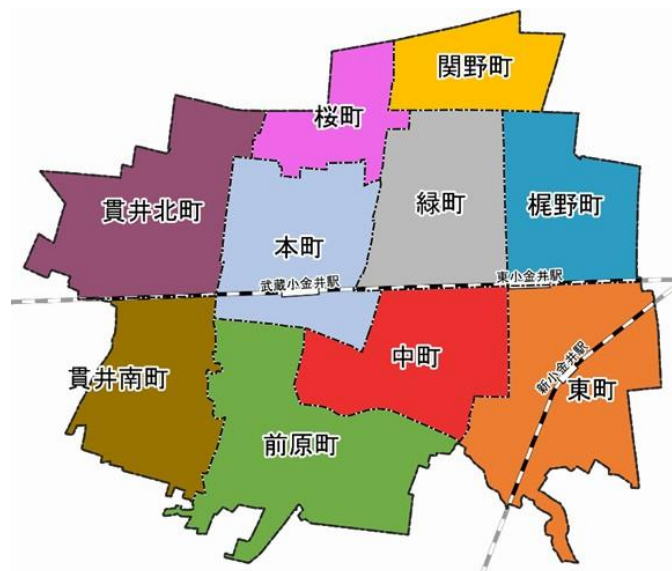 関野町
桜町
貫井北町
緑町
梶野町
本町
武蔵小金井駅
東小金井駅
新小金井駅
貫井南町
中町
東町
前原町